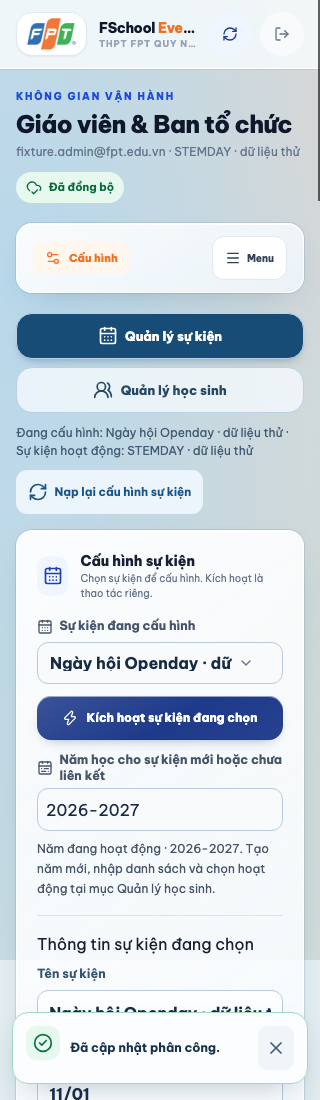 FPT
FSchool Eve...
THPT FPT QUY N...
KHÔNG GIAN VẬN HÀNH
Giáo viên & Ban tổ chức
fixture.admin@fpt.edu.vn · STEMDAY · dữ liệu thử
Đã đồng bộ
Cấu hình
Menu
Quản lý sự kiện
Quản lý học sinh
Đang cấu hình: Ngày hội Openday · dữ liệu thử ·
Sự kiện hoạt động: STEMDAY · dữ liệu thử
Nạp lại cấu hình sự kiện
Cấu hình sự kiện
Chọn sự kiện để cấu hình. Kích hoạt là
thao tác riêng.
Sự kiện đang cấu hình
Ngày hội Openday · dữ
Kích hoạt sự kiện đang chọn
Năm học cho sự kiện mới hoặc chưa
liên kết
2026-2027
Năm đang hoạt động · 2026-2027. Tạo
năm mới, nhập danh sách và chọn hoạt
động tại mục Quản lý học sinh.
Thông tin sự kiện đang chọn
Tên sự kiện
Ngày hội Openday · dữ liệu
Đã cập nhật phân công.
11/01